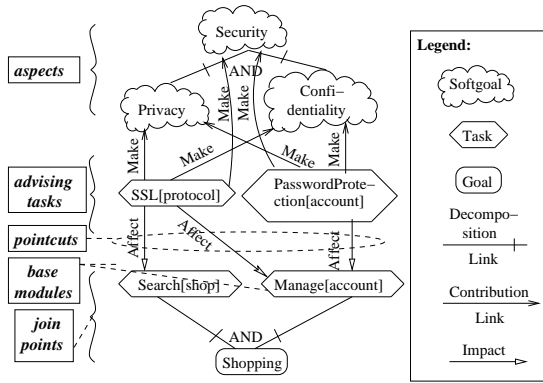 Security
aspects
AND
Privacy
Confi-
dentiality
Make
Make
Make
Make
Make
Make
advising
tasks
SSL[protocol]
PasswordProte-
ction[account]
pointcuts
Affect
Affect
Affect
base
modules
Search[shop]
Manage[account]
join
points
AND
Shopping
Legend:
Softgoal
Task
Goal
Decompo-
sition
Link
Contribution
Link
Impact